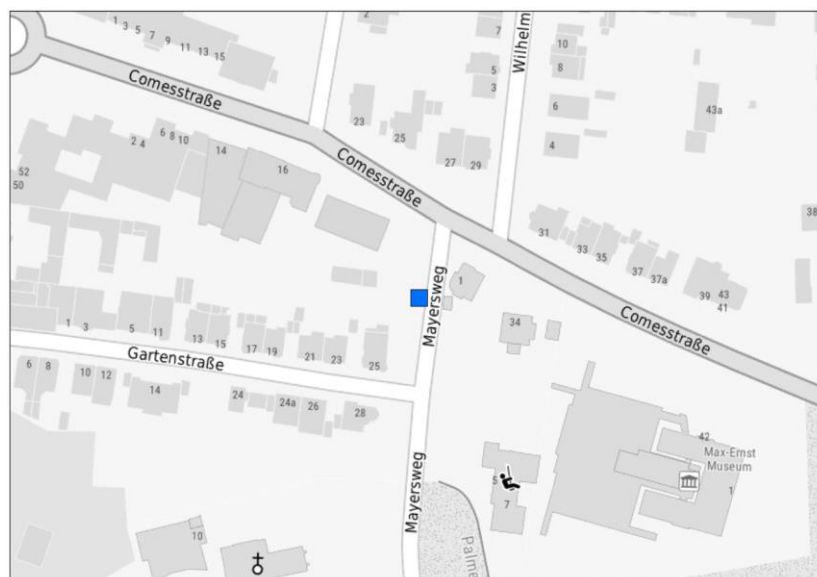 1 3 5 7 9 11 13 15
2
7
Wilhelm
10
5
8
3
Comesstraße
6
43a
23
25
6 8 10
2 4
14
27 29
4
Comesstraße
16
52
50
38
31
33 35
37 37a
39 43
41
1
Mayersweg
34
1 3 5 11 13 15 17 19 21 23 25
Comesstraße
Gartenstraße
6 8 10 12 14 24 24a 26 28
42
Max-Ernst
Museum
5
7
1
Mayersweg
10
Palme